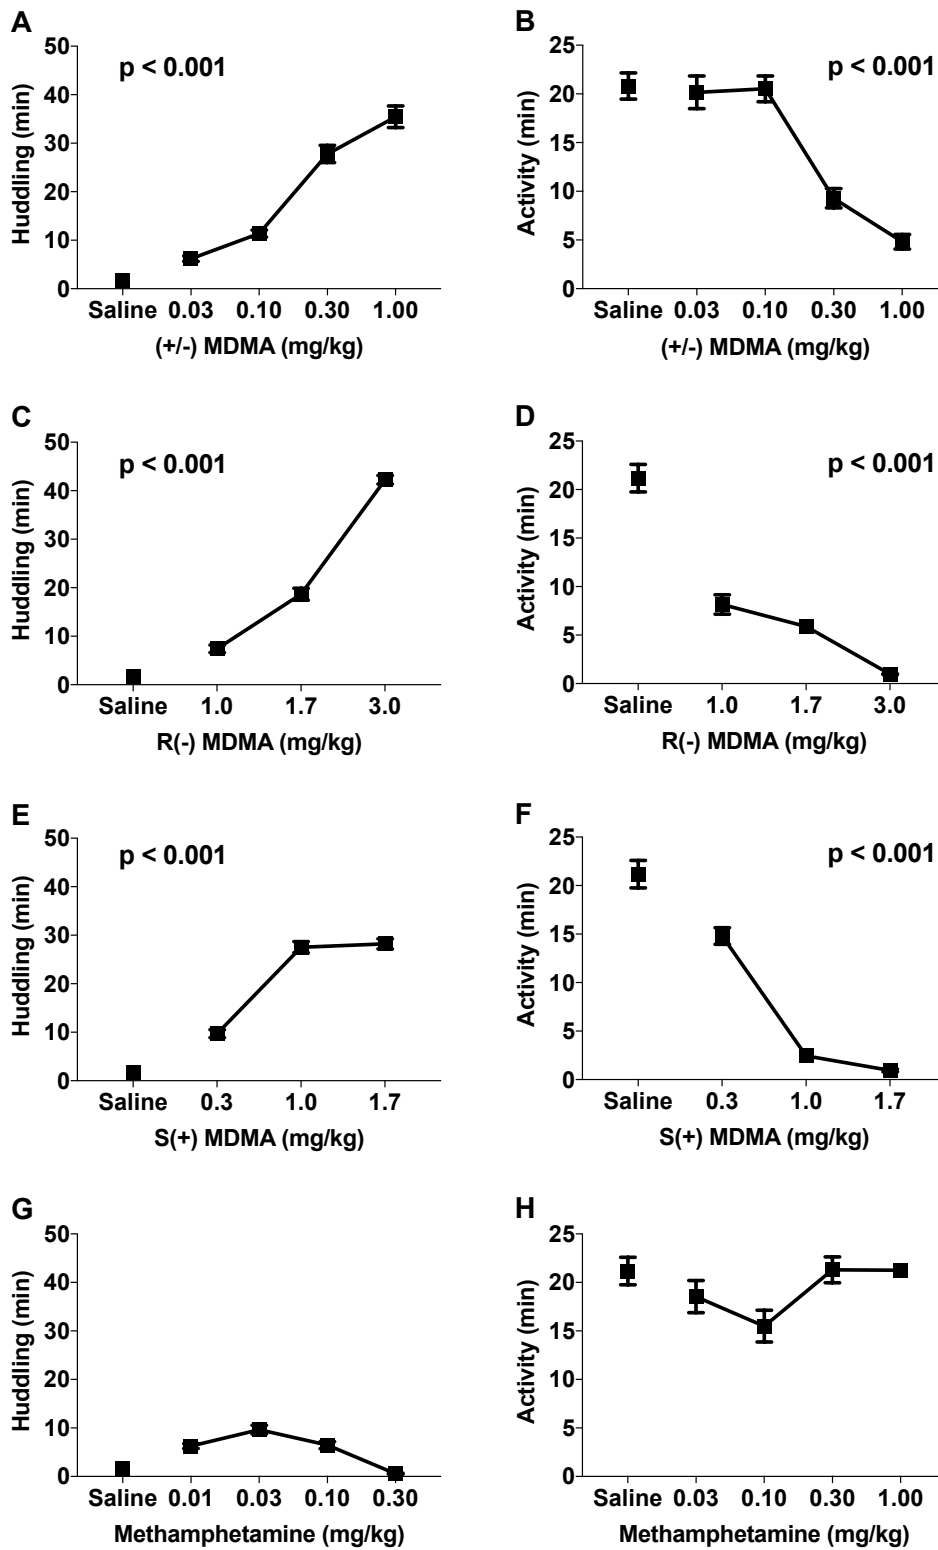 A
p < 0.001
Huddling (min)
50
40
30
20
10
0
Saline 0.03 0.10 0.30 1.00
(+/-) MDMA (mg/kg)
B
p < 0.001
Activity (min)
25
20
15
10
5
0
Saline 0.03 0.10 0.30 1.00
(+/-) MDMA (mg/kg)
C
p < 0.001
Huddling (min)
50
40
30
20
10
0
Saline 1.0 1.7 3.0
R(-) MDMA (mg/kg)
D
p < 0.001
Activity (min)
25
20
15
10
5
0
Saline 1.0 1.7 3.0
R(-) MDMA (mg/kg)
E
p < 0.001
Huddling (min)
50
40
30
20
10
0
Saline 0.3 1.0 1.7
S(+) MDMA (mg/kg)
F
p < 0.001
Activity (min)
25
20
15
10
5
0
Saline 0.3 1.0 1.7
S(+) MDMA (mg/kg)
G
Huddling (min)
50
40
30
20
10
0
Saline 0.01 0.03 0.10 0.30
Methamphetamine (mg/kg)
H
Activity (min)
25
20
15
10
5
0
Saline 0.03 0.10 0.30 1.00
Methamphetamine (mg/kg)